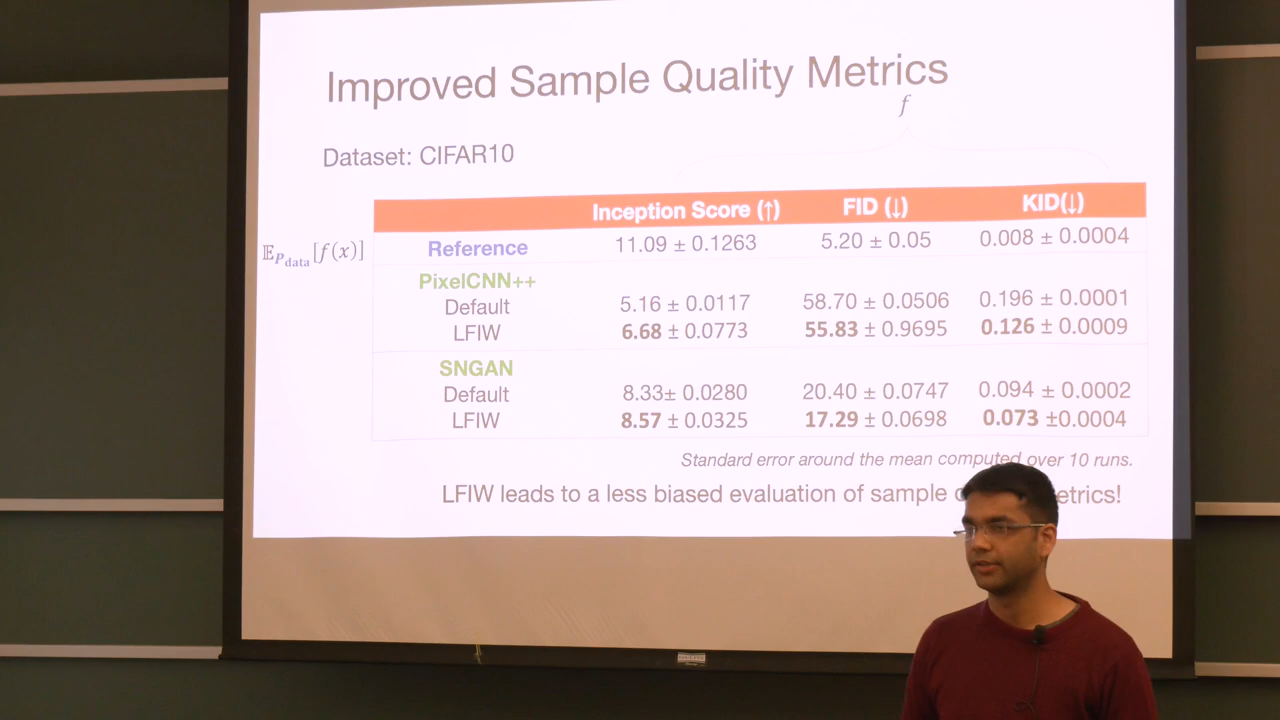 Improved Sample Quality Metrics
f
Dataset: CIFAR10
Inception Score (↑) FID (↓) KID(↓)
𝔼P_data[f(x)] Reference 11.09 ± 0.1263 5.20 ± 0.05 0.008 ± 0.0004
PixelCNN++
Default 5.16 ± 0.0117 58.70 ± 0.0506 0.196 ± 0.0001
LFIW 6.68 ± 0.0773 55.83 ± 0.9695 0.126 ± 0.0009
SNGAN
Default 8.33± 0.0280 20.40 ± 0.0747 0.094 ± 0.0002
LFIW 8.57 ± 0.0325 17.29 ± 0.0698 0.073 ±0.0004
Standard error around the mean computed over 10 runs.
LFIW leads to a less biased evaluation of sample etrics!